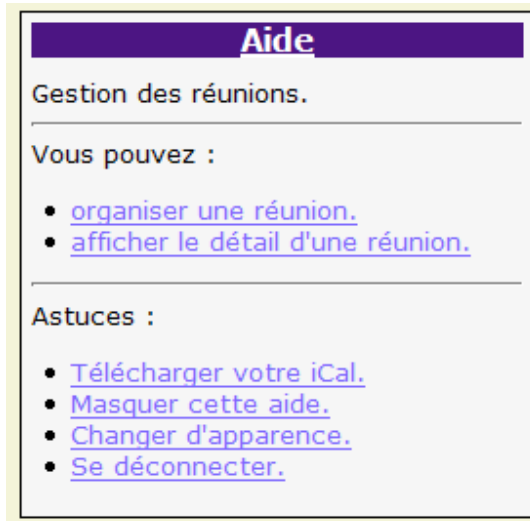 Aide
Gestion des réunions.
Vous pouvez :
organiser une réunion.
afficher le détail d'une réunion.
Astuces :
Télécharger votre iCal.
Masquer cette aide.
Changer d'apparence.
Se déconnecter.